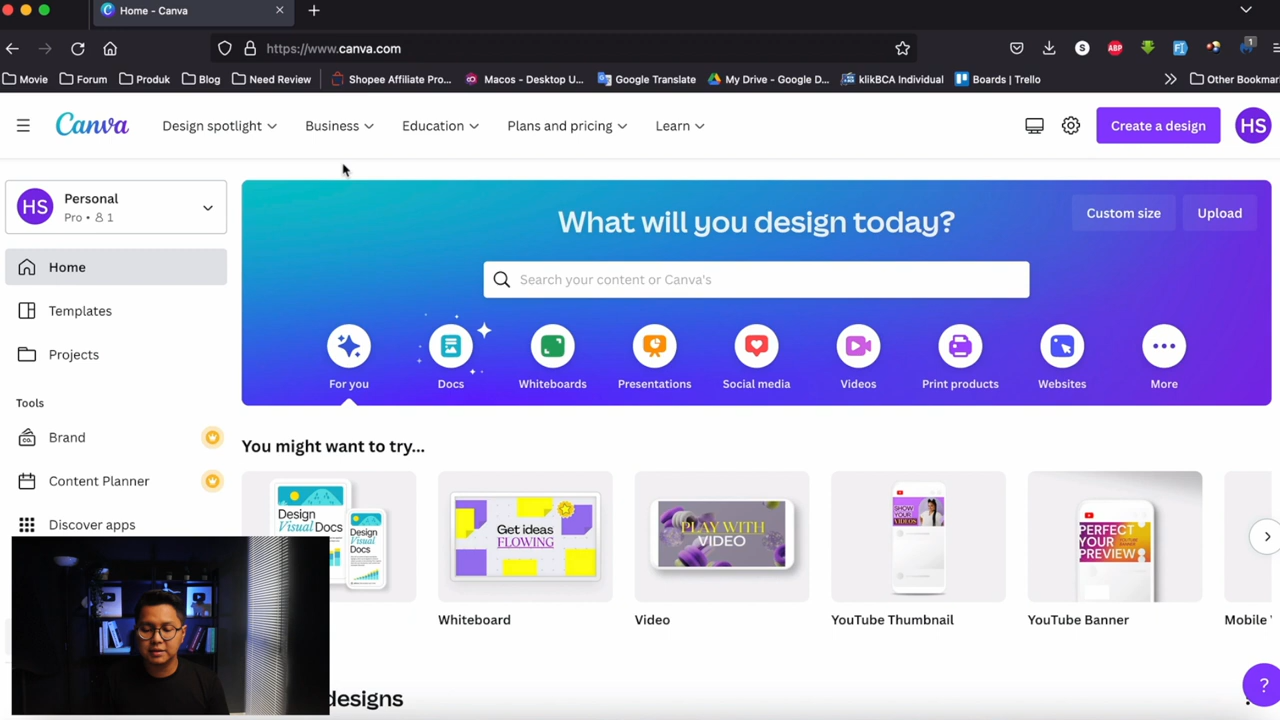 Home - Canva
https://www.canva.com
1
Movie
Forum
Produk
Blog
Need Review
Shopee Affiliate Pro...
Macos - Desktop U...
Google Translate
My Drive - Google D...
klikBCA Individual
Boards | Trello
Other Bookmar
Canva
Design spotlight
Business
Education
Plans and pricing
Learn
Create a design
HS
HS
Personal
Pro • 1
Home
Templates
Projects
Tools
Brand
Content Planner
Discover apps
What will you design today?
Custom size
Upload
Search your content or Canva's
For you
Docs
Whiteboards
Presentations
Social media
Videos
Print products
Websites
More
You might want to try...
Design
Visual Docs
Design
Visual
Docs
Get ideas
FLOWING
PLAY WITH
VIDEO
SHOW
YOUR
VIDEOS
PERFECT
YOUR
PREVIEW
Whiteboard
Video
YouTube Thumbnail
YouTube Banner
Mobile
designs
?